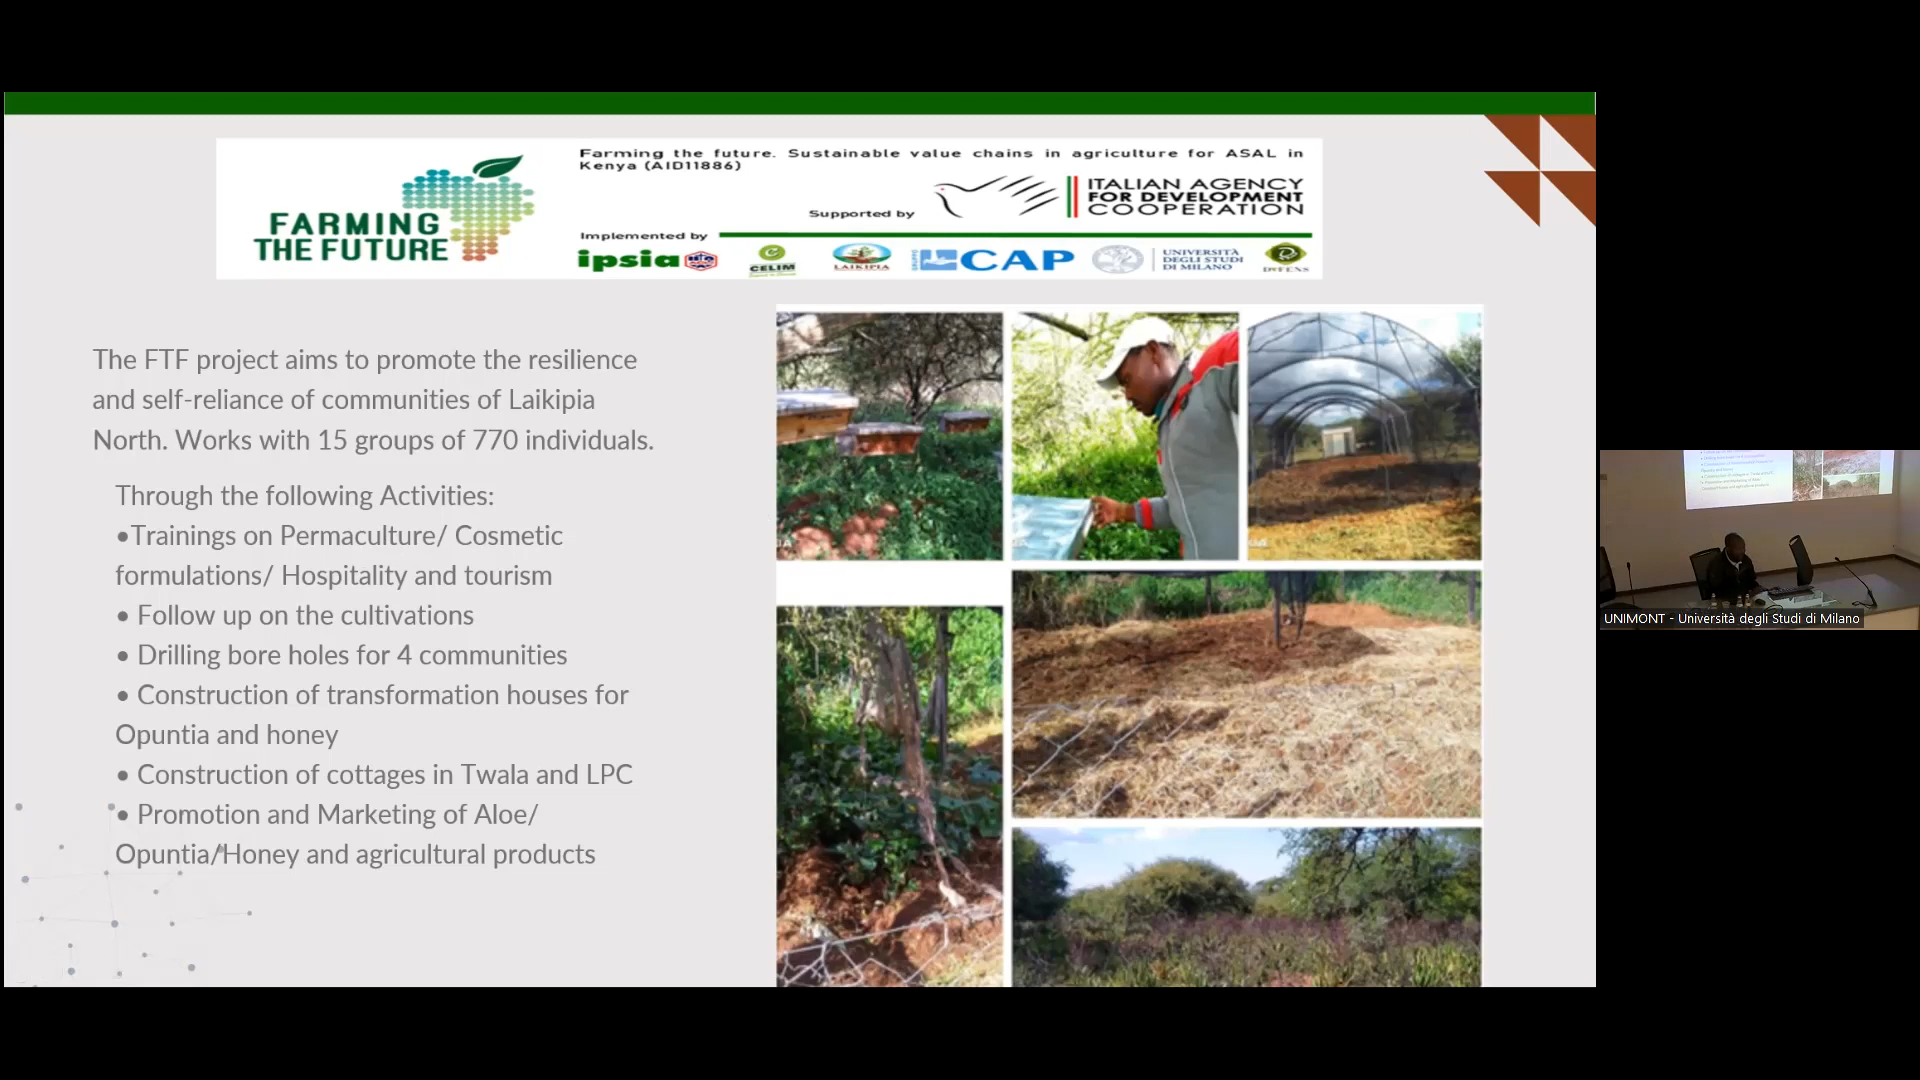 Farming the future. Sustainable value chains in agriculture for ASAL in
Kenya (AID11886)
FARMING
THE FUTURE
Supported by
ITALIAN AGENCY
FOR DEVELOPMENT
COOPERATION
Implemented by
ipsia
CELIM
LAIKIPIA
CAP
UNIVERSITÀ
DEGLI STUDI
DI MILANO
The FTF project aims to promote the resilience
and self-reliance of communities of Laikipia
North. Works with 15 groups of 770 individuals.
Through the following Activities:
•Trainings on Permaculture/ Cosmetic
formulations/ Hospitality and tourism
• Follow up on the cultivations
• Drilling bore holes for 4 communities
• Construction of transformation houses for
Opuntia and honey
• Construction of cottages in Twala and LPC
• Promotion and Marketing of Aloe/
Opuntia/Honey and agricultural products
UNIMONT - Università degli Studi di Milano